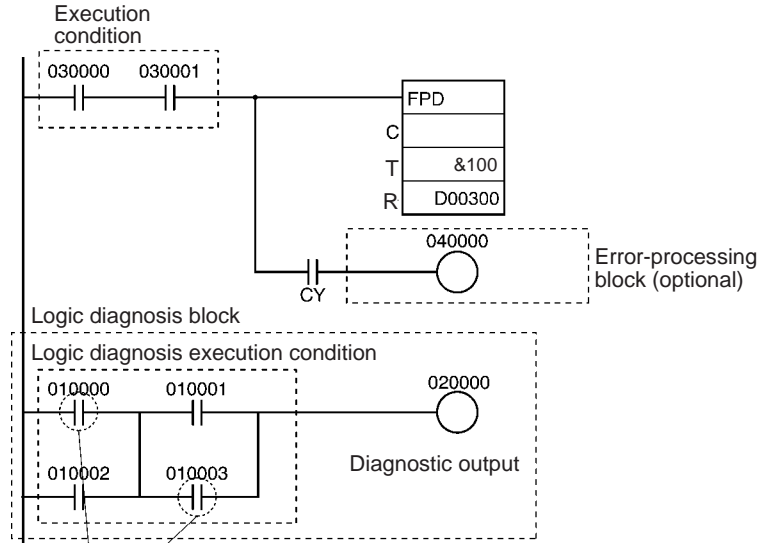 Execution
condition
030000 030001
FPD
C
T &100
R D00300
040000
Error-processing
block (optional)
CY
Logic diagnosis block
Logic diagnosis execution condition
010000 010001 020000
Diagnostic output
010002 010003